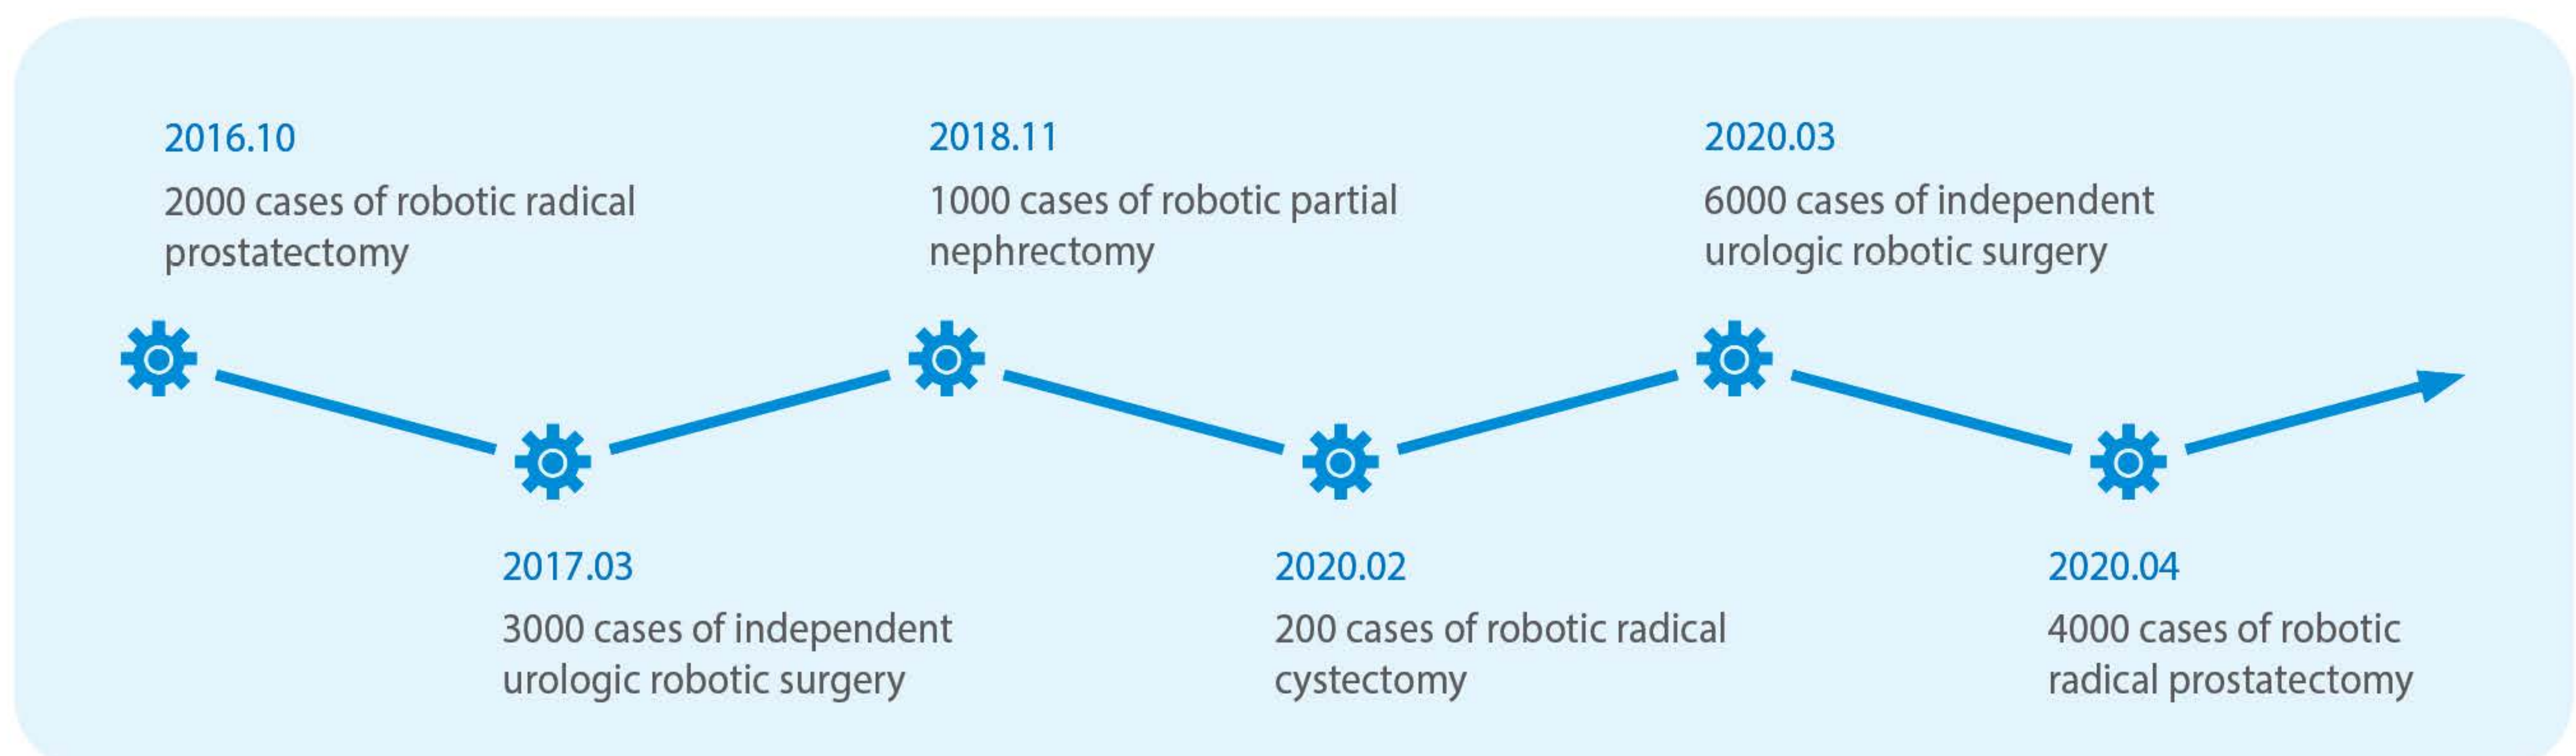 2016.10
2000 cases of robotic radical
prostatectomy
2017.03
3000 cases of independent
urologic robotic surgery
2018.11
1000 cases of robotic partial
nephrectomy
2020.02
200 cases of robotic radical
cystectomy
2020.03
6000 cases of independent
urologic robotic surgery
2020.04
4000 cases of robotic
radical prostatectomy